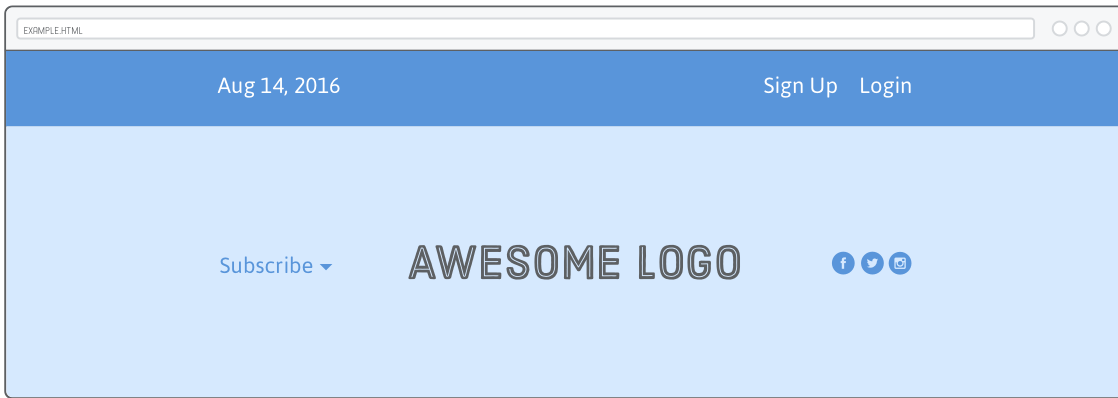 EXAMPLE.HTML
Aug 14, 2016 Sign Up Login
Subscribe AWESOME LOGO f